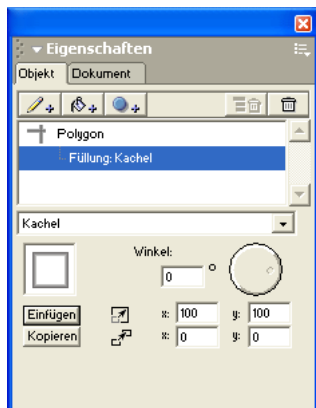 Eigenschaften
Objekt Dokument
Polygon
Füllung: Kachel
Kachel
Winkel:
0 °
Einfügen x: 100 y: 100
Kopieren x: 0 y: 0